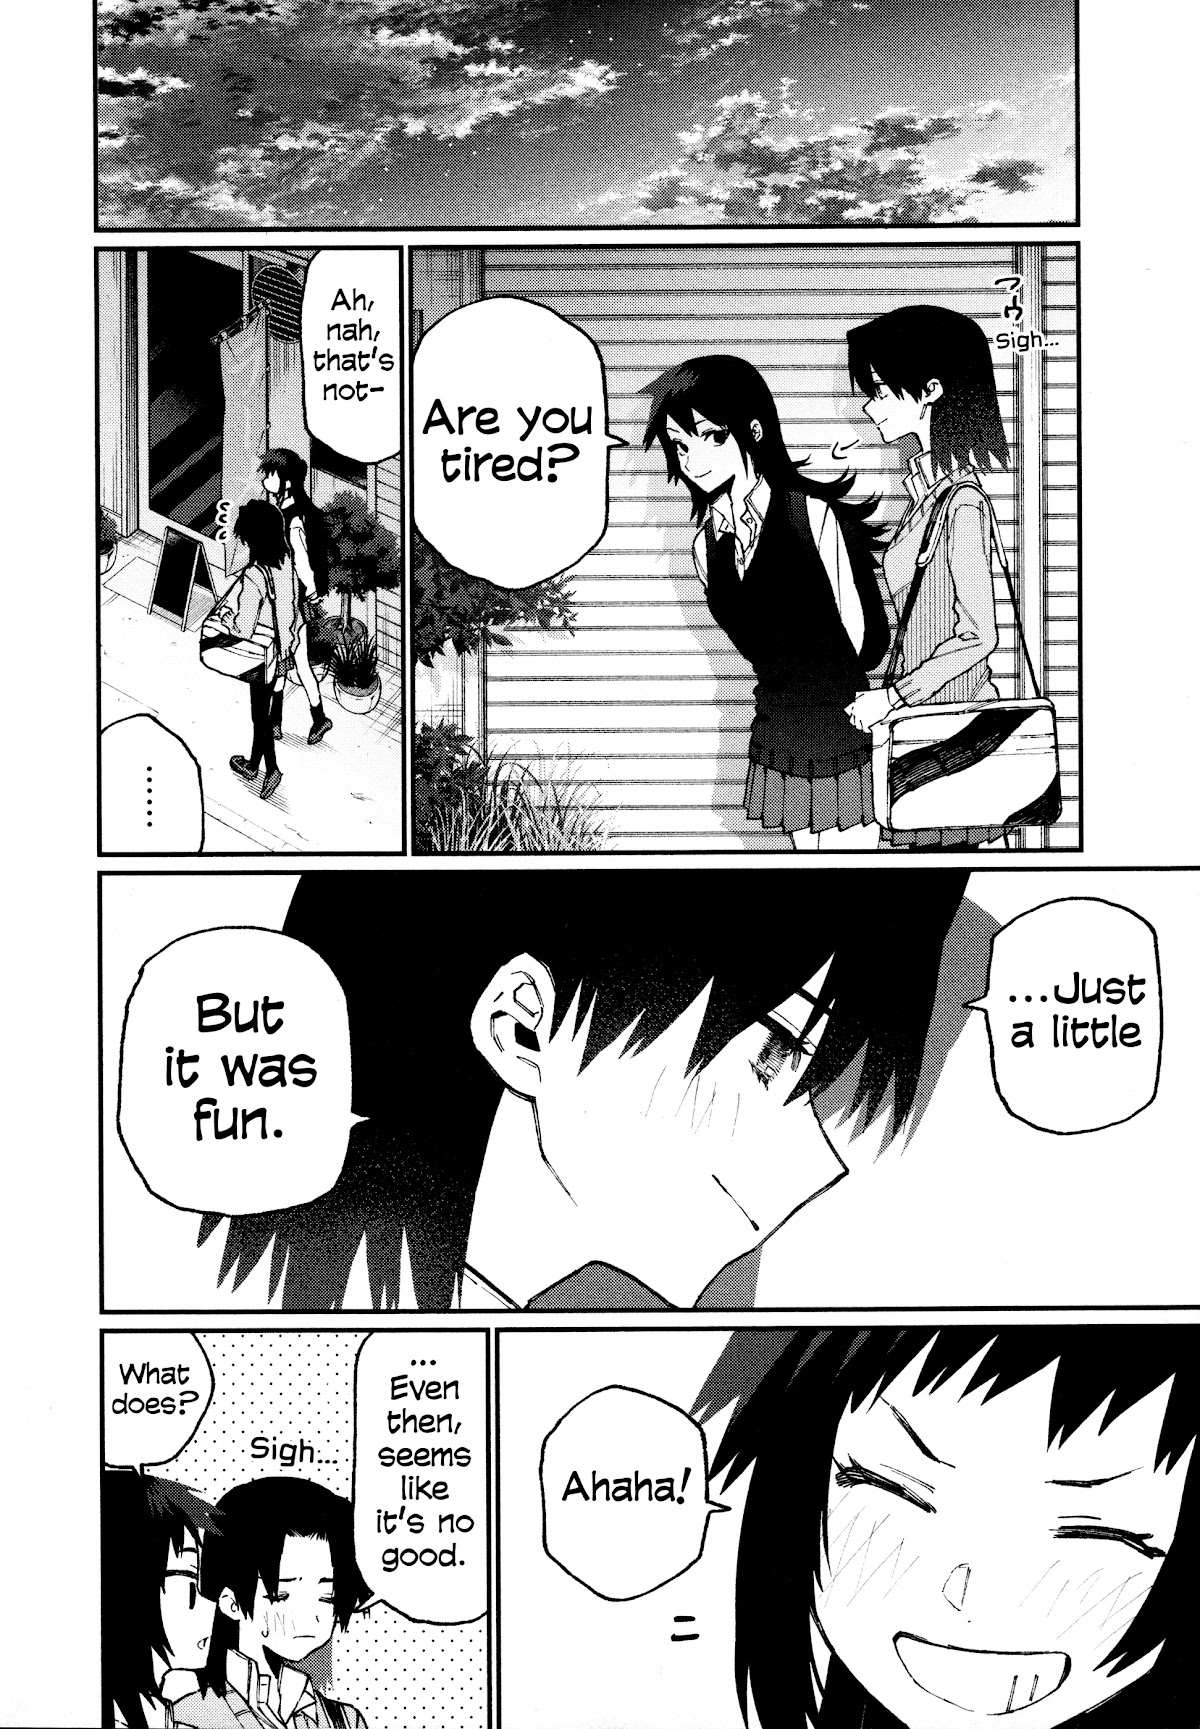 フゥ
Sigh...
Are you
tired?
Ah,
nah,
that's
not-
......
...Just
a little
But
it was
fun.
Ahaha!
...
Even
then,
seems
like
it's no
good.
Sigh...
What
does?